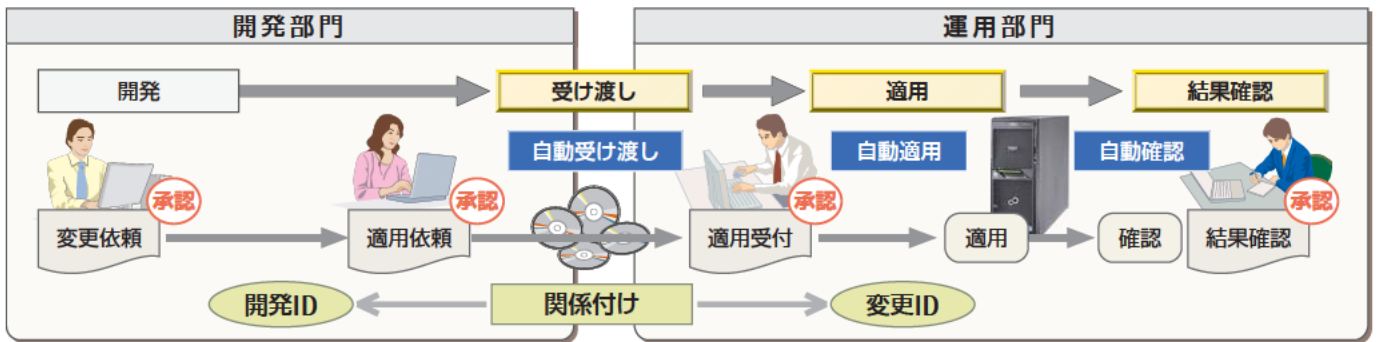 開発部門
運用部門
開発
受け渡し
適用
結果確認
自動受け渡し
自動適用
自動確認
承認
承認
承認
承認
変更依頼
適用依頼
適用受付
適用
確認
結果確認
開発ID
関係付け
変更ID